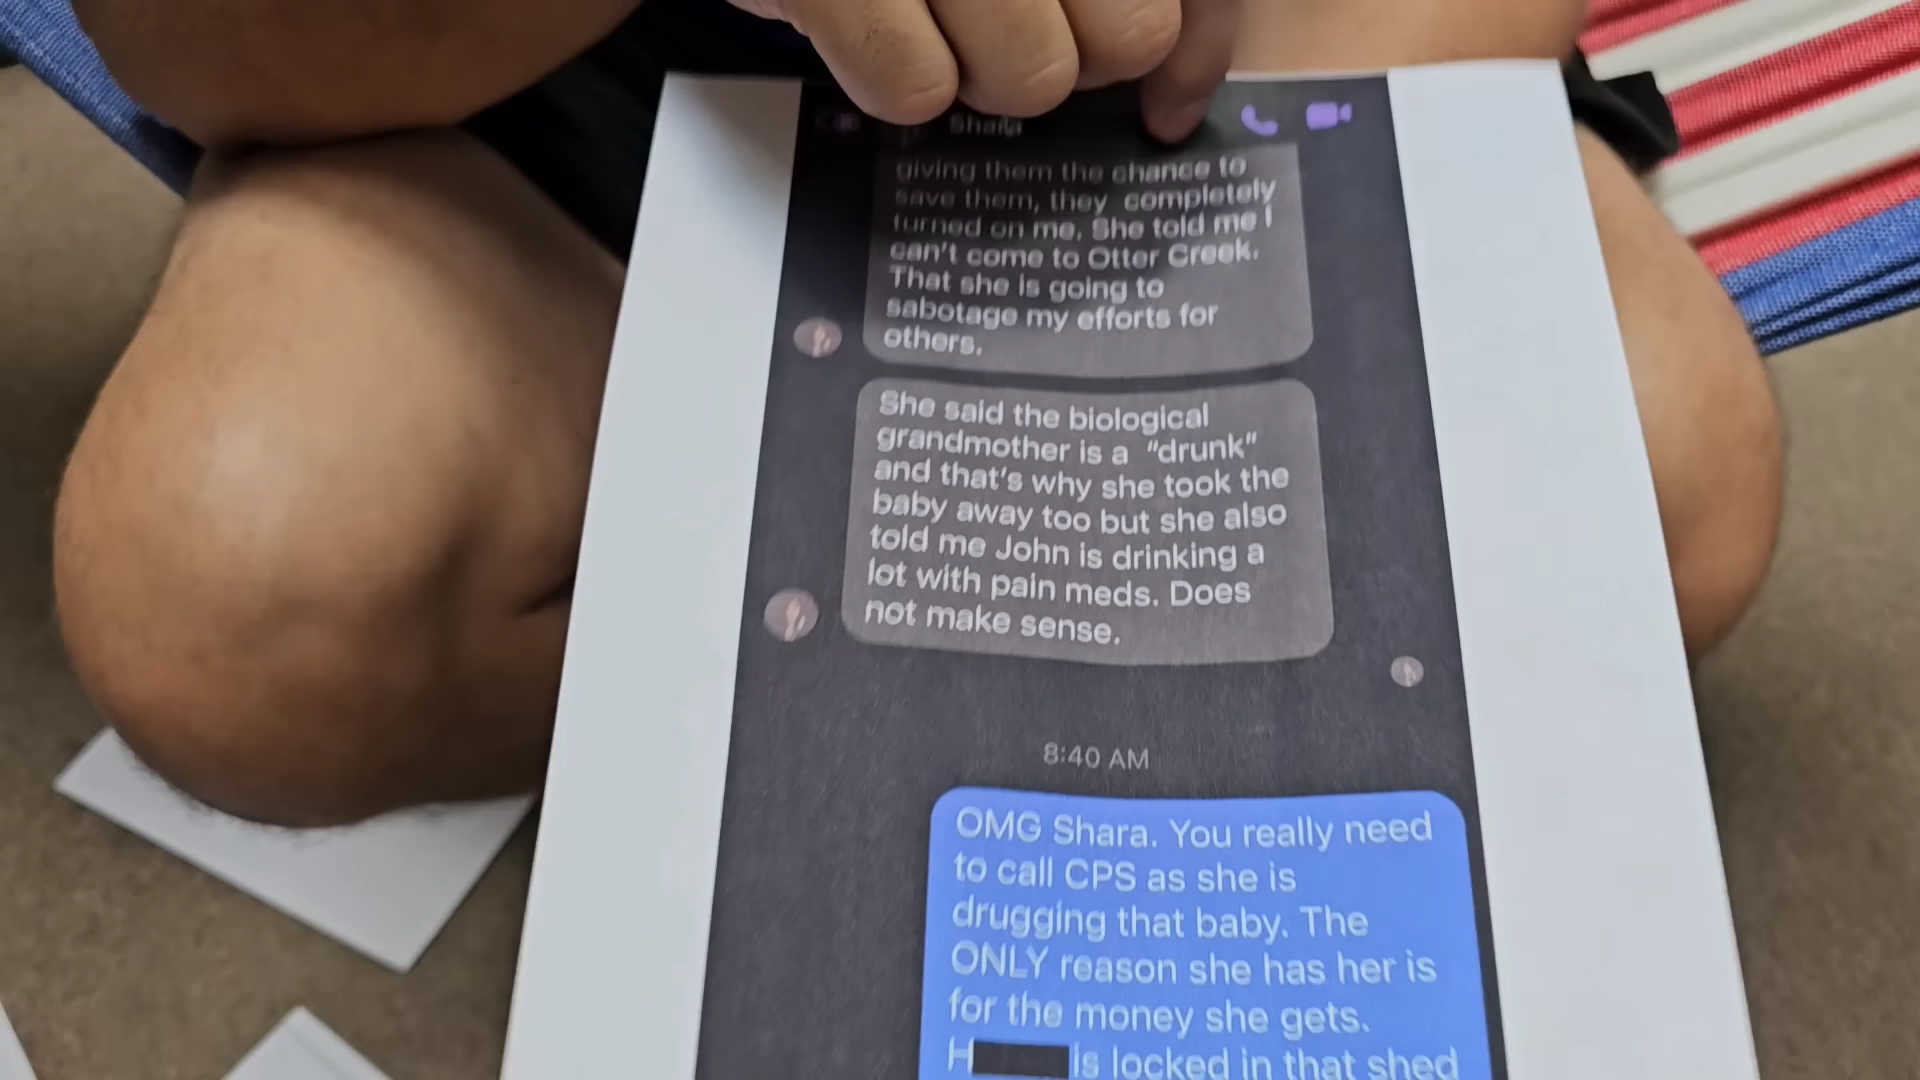 Shara
giving them the chance to
save them, they completely
turned on me. She told me I
can't come to Otter Creek.
That she is going to
sabotage my efforts for
others.
She said the biological
grandmother is a "drunk"
and that's why she took the
baby away too but she also
told me John is drinking a
lot with pain meds. Does
not make sense.
8:40 AM
OMG Shara. You really need
to call CPS as she is
drugging that baby. The
ONLY reason she has her is
for the money she gets.
H is locked in that shed